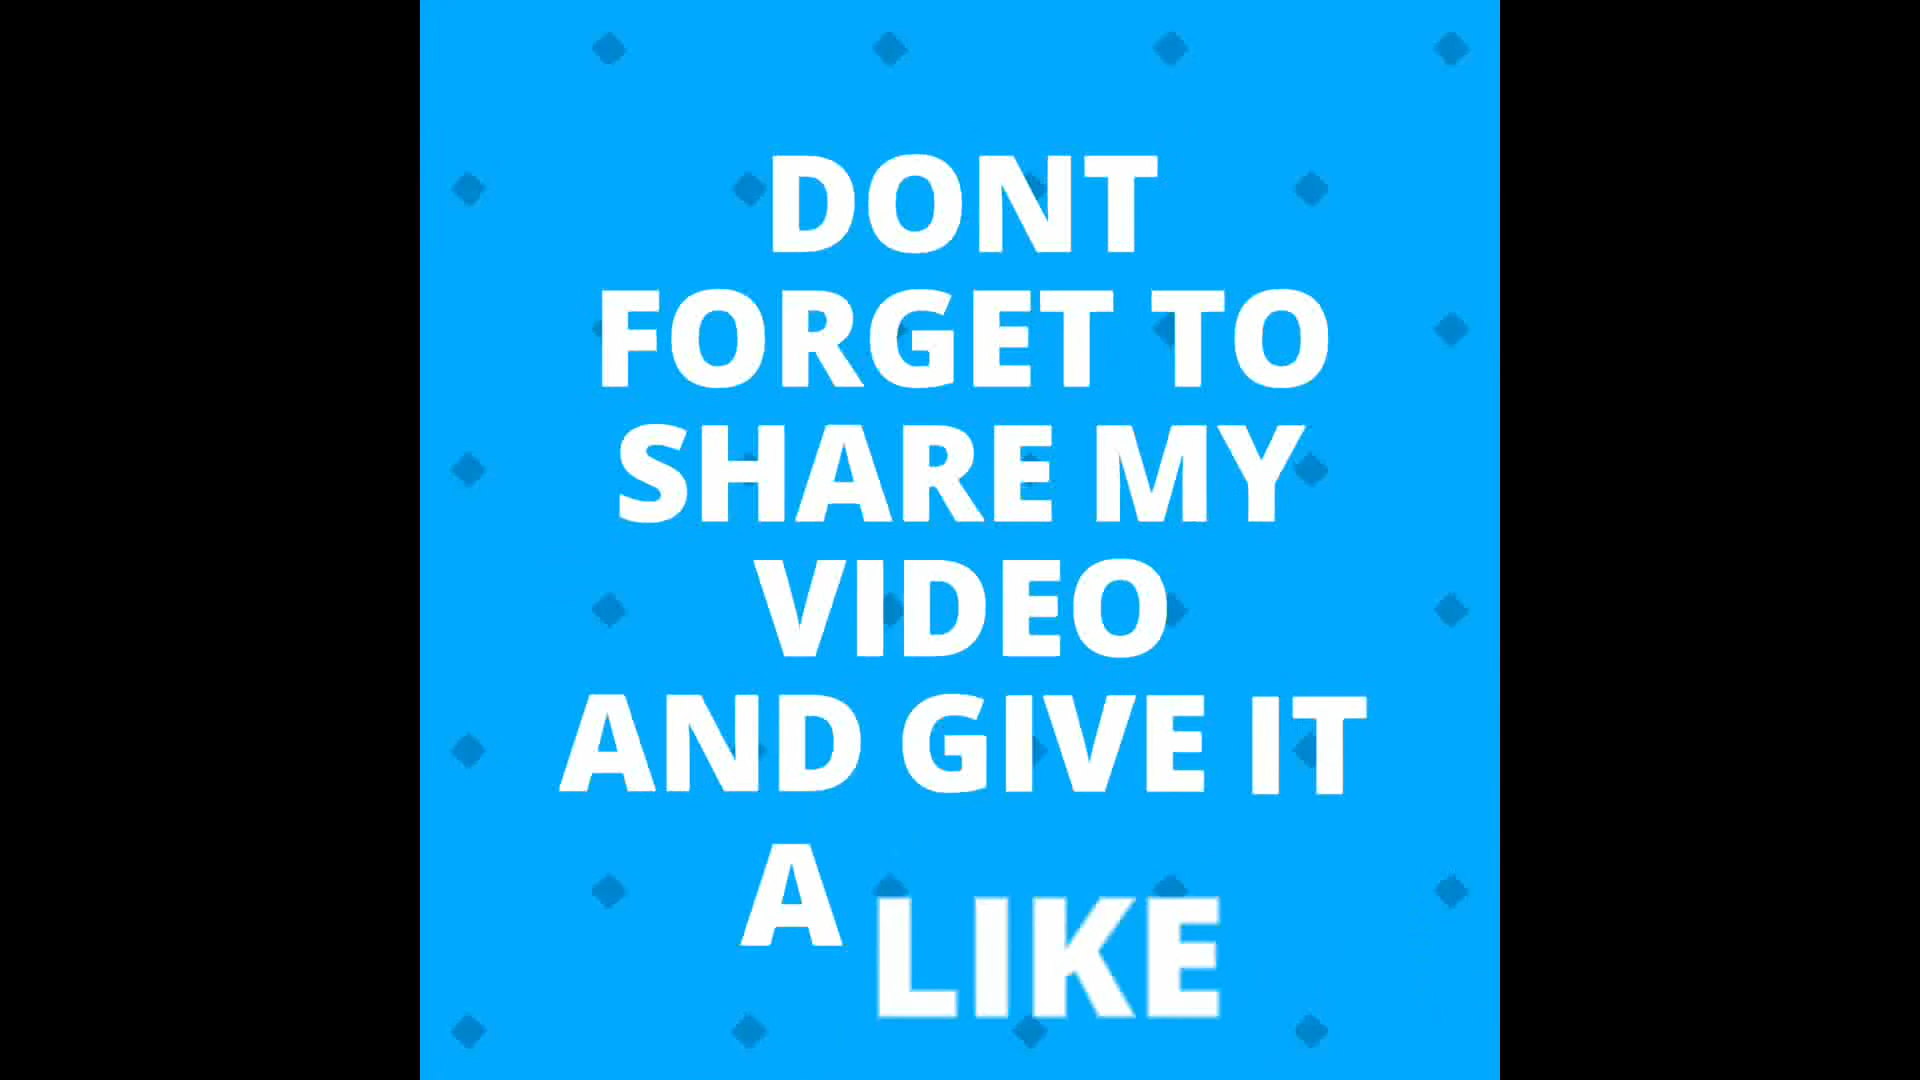 DONT
FORGET TO
SHARE MY
VIDEO
AND GIVE IT
A LIKE